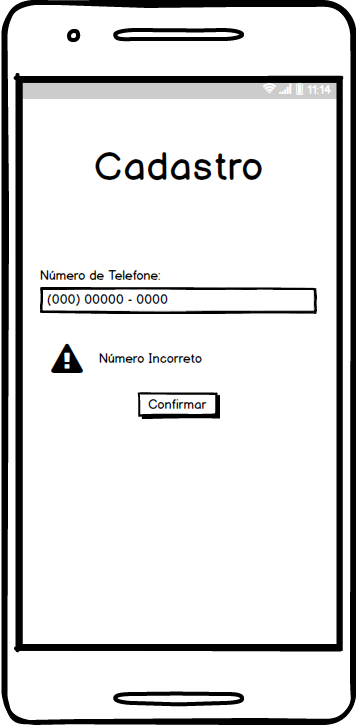 11:14
Cadastro
Número de Telefone:
(000) 00000 - 0000
Número Incorreto
Confirmar